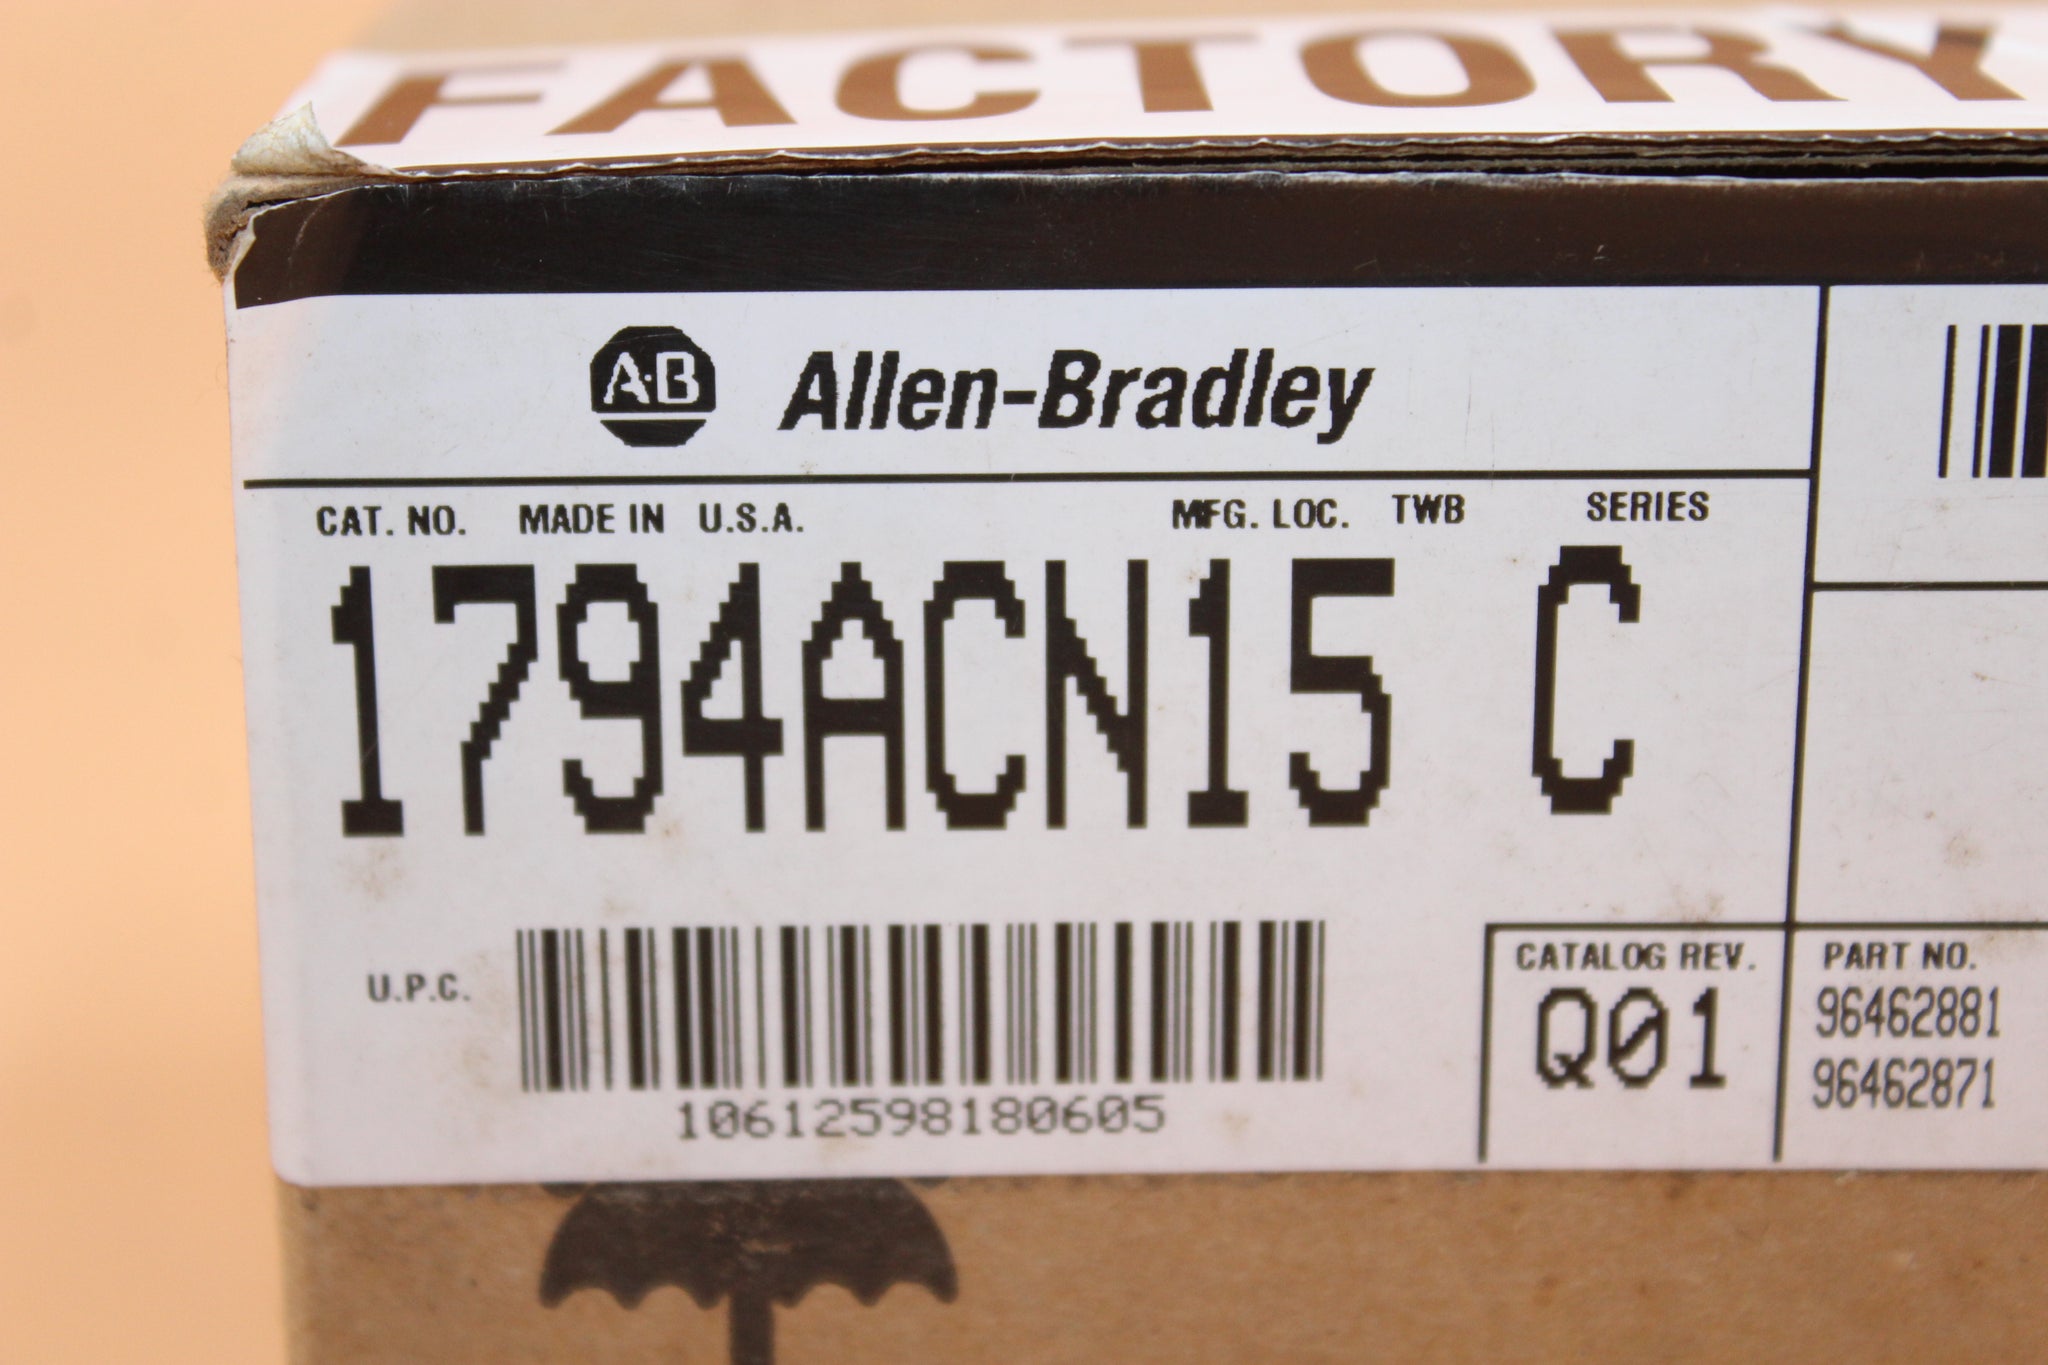 FACTORY
A·B Allen-Bradley
CAT. NO. MADE IN U.S.A. MFG. LOC. TWB SERIES
1794ACN15 C
U.P.C.
10612598180605
CATALOG REV.
Q01
PART NO.
96462881
96462871